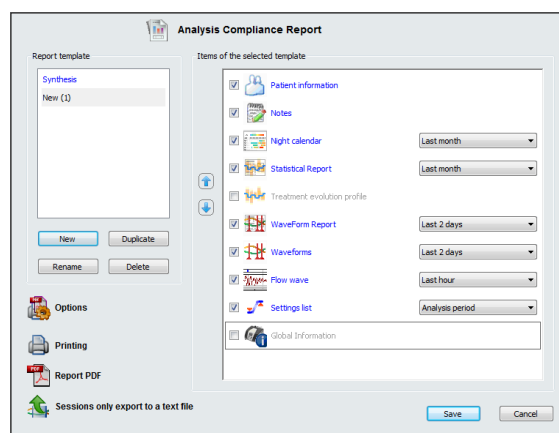 Analysis Compliance Report
Report template
Synthesis
New (1)
New
Duplicate
Rename
Delete
Options
Printing
PDF
Report PDF
Sessions only export to a text file
Items of the selected template
Patient information
Notes
Night calendar
Last month
Statistical Report
Last month
Treatment evolution profile
WaveForm Report
Last 2 days
Waveforms
Last 2 days
Flow wave
Last hour
Settings list
Analysis period
Global Information
Save
Cancel